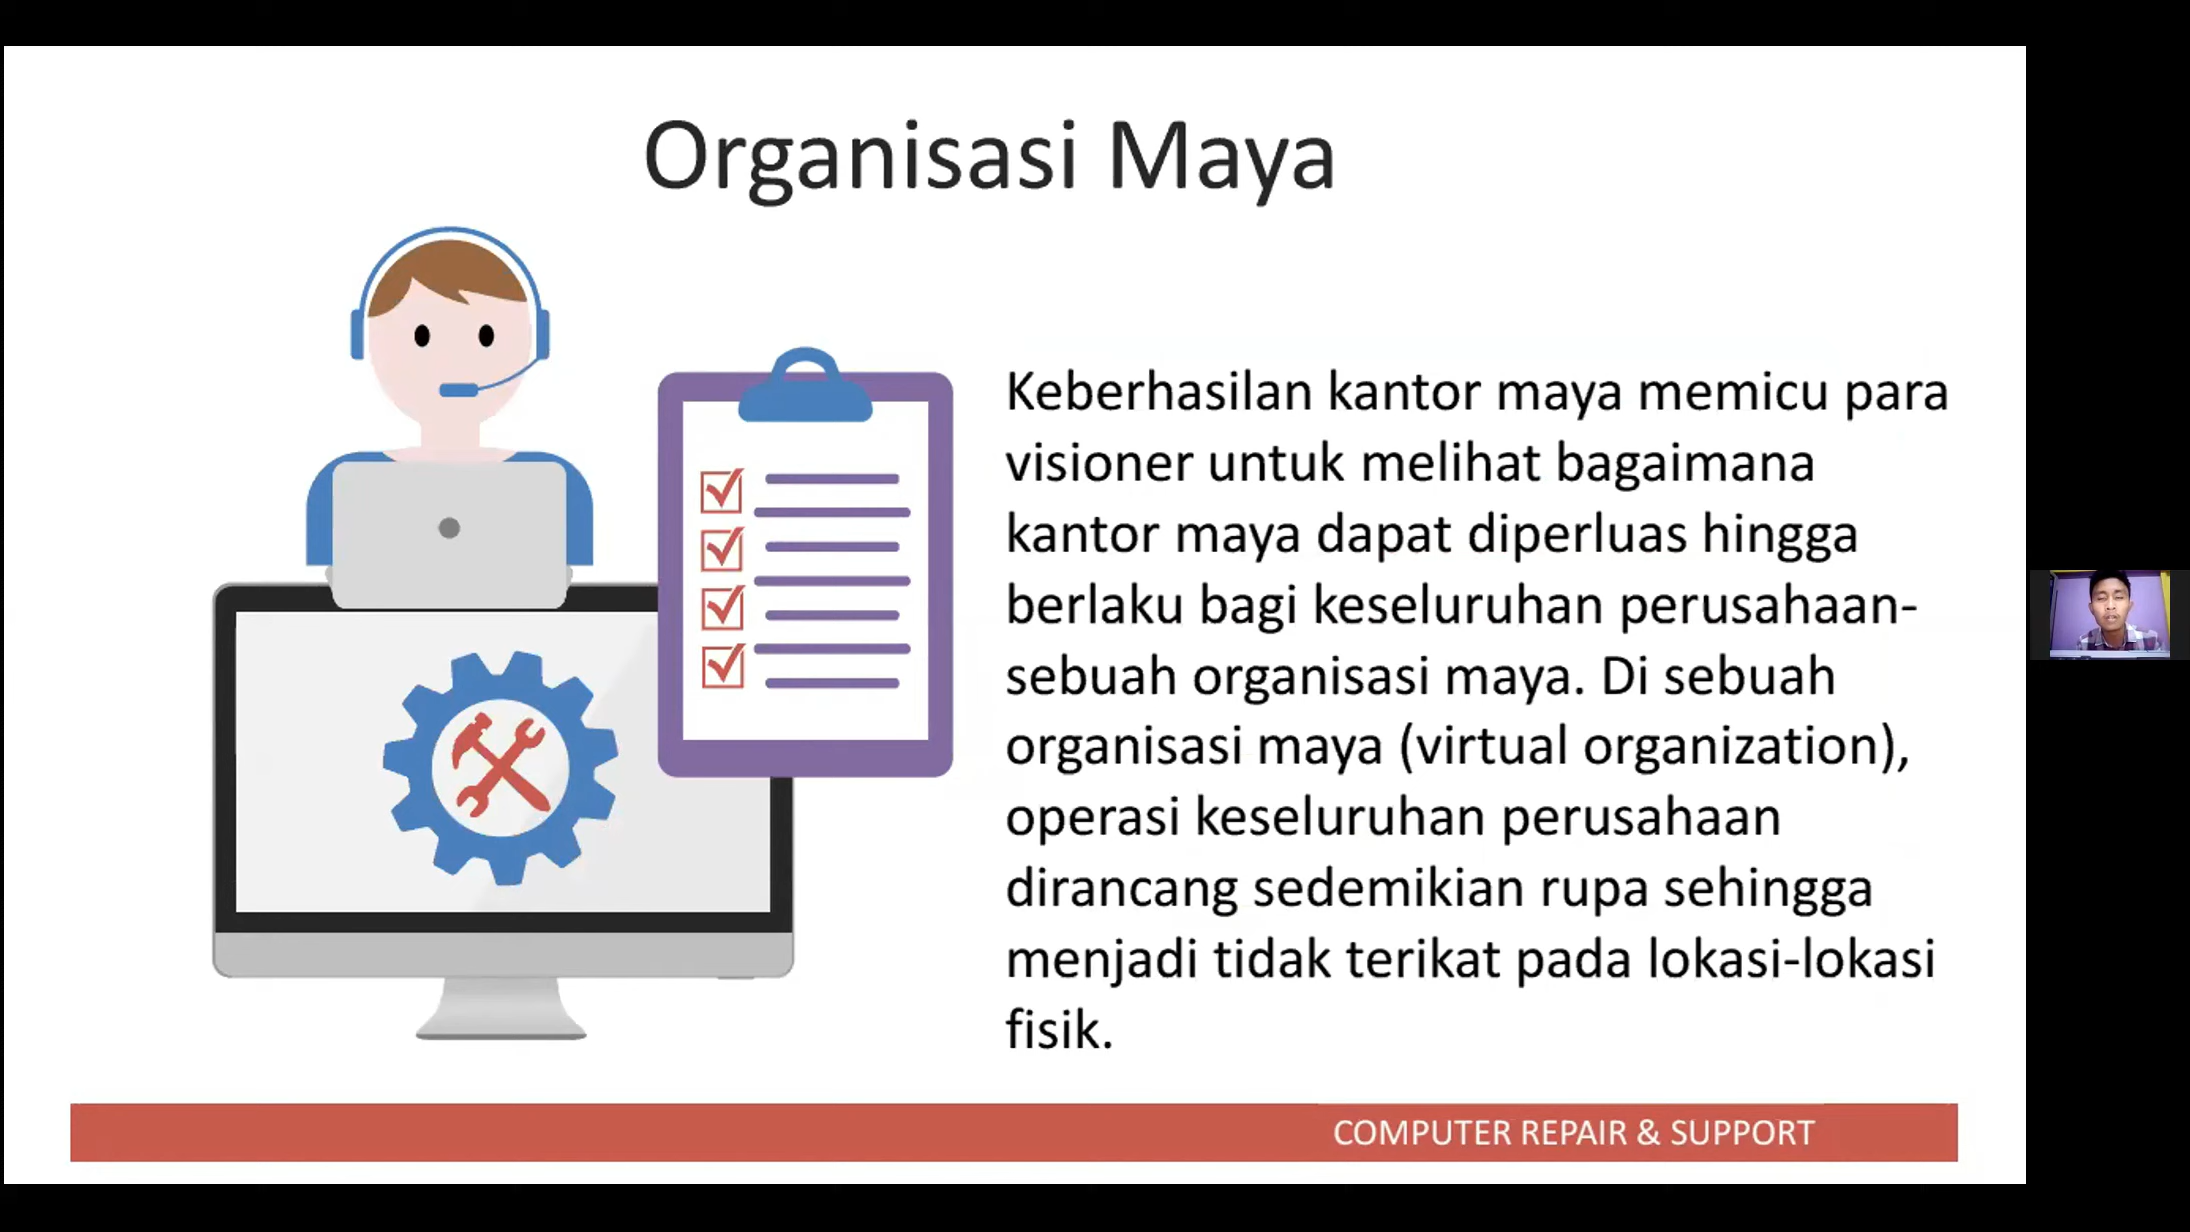 Organisasi Maya
Keberhasilan kantor maya memicu para
visioner untuk melihat bagaimana
kantor maya dapat diperluas hingga
berlaku bagi keseluruhan perusahaan-
sebuah organisasi maya. Di sebuah
organisasi maya (virtual organization),
operasi keseluruhan perusahaan
dirancang sedemikian rupa sehingga
menjadi tidak terikat pada lokasi-lokasi
fisik.
COMPUTER REPAIR & SUPPORT